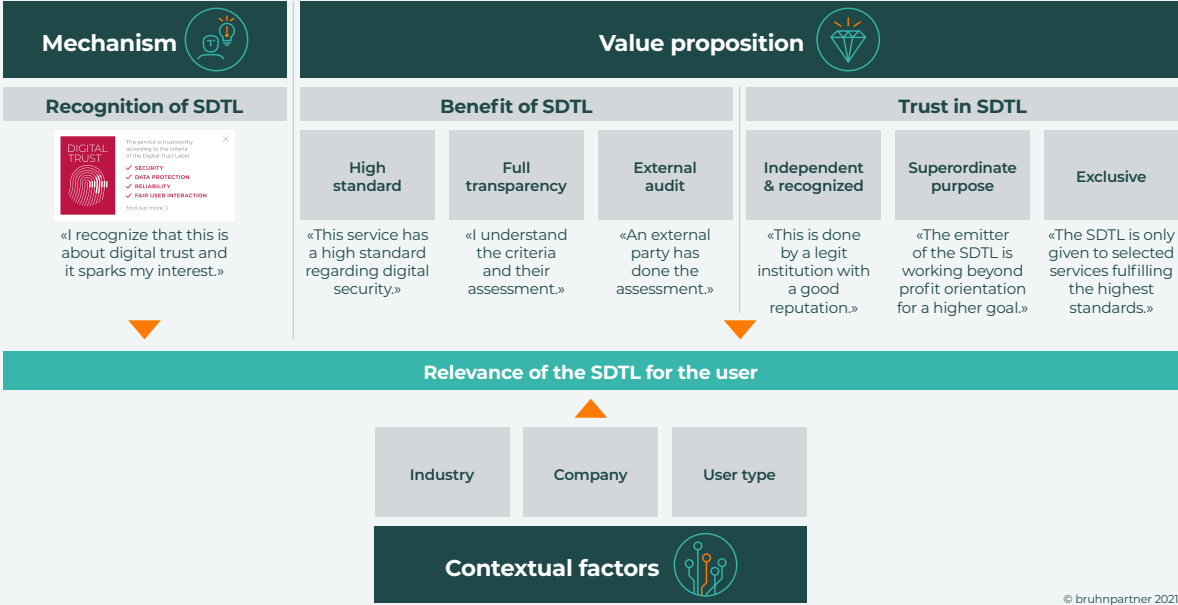 Mechanism
Value proposition
Recognition of SDTL
Benefit of SDTL
Trust in SDTL
DIGITAL
TRUST
This service is trustworthy
according to the criteria
of the Digital Trust Label:
SECURITY
DATA PROTECTION
RELIABILITY
FAIR USER INTERACTION
find out more
«I recognize that this is
about digital trust and
it sparks my interest.»
High
standard
«This service has
a high standard
regarding digital
security.»
Full
transparency
«I understand
the criteria
and their
assessment.»
External
audit
«An external
party has
done the
assessment.»
Independent
& recognized
«This is done
by a legit
institution with
a good
reputation.»
Superordinate
purpose
«The emitter
of the SDTL is
working beyond
profit orientation
for a higher goal.»
Exclusive
«The SDTL is only
given to selected
services fulfilling
the highest
standards.»
Relevance of the SDTL for the user
Industry
Company
User type
Contextual factors
© bruhnpartner 2021